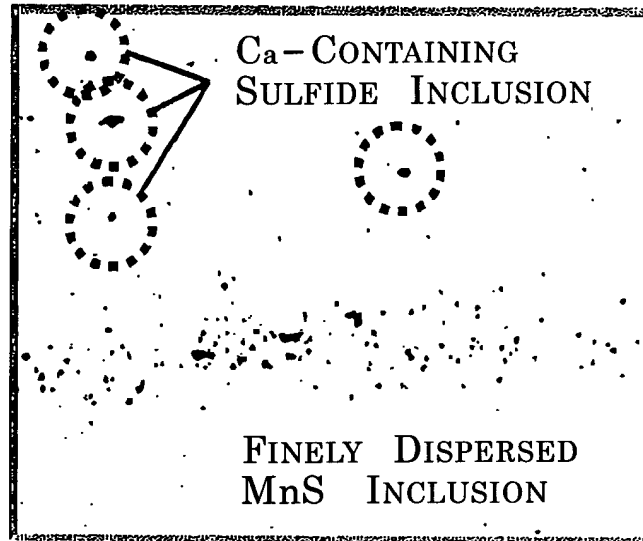 Ca-CONTAINING
SULFIDE INCLUSION
FINELY DISPERSED
MnS INCLUSION